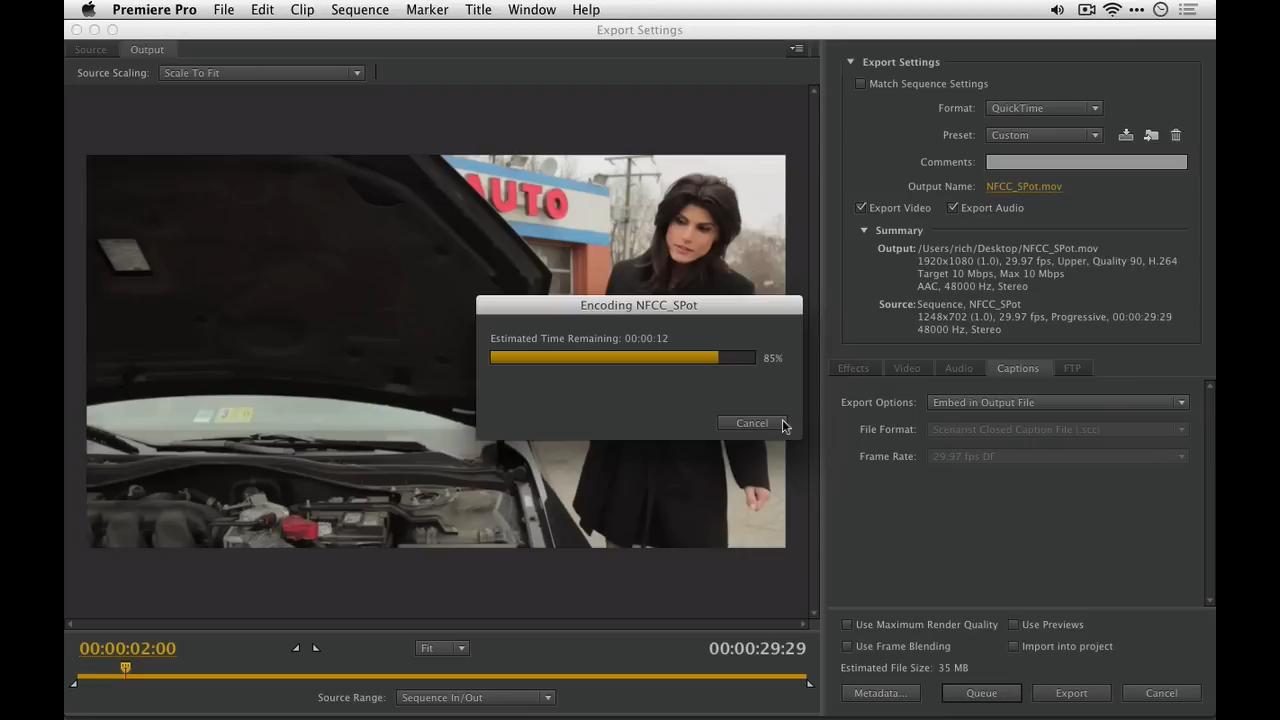 Premiere Pro File Edit Clip Sequence Marker Title Window Help
Export Settings
Source Output
Source Scaling: Scale To Fit
AUTO
Encoding NFCC_SPot
Estimated Time Remaining: 00:00:12
85%
Cancel
00:00:02:00 Fit 00:00:29:29
Source Range: Sequence In/Out
Export Settings
Match Sequence Settings
Format: QuickTime
Preset: Custom
Comments:
Output Name: NFCC_SPot.mov
Export Video Export Audio
Summary
Output: /Users/rich/Desktop/NFCC_SPot.mov
1920x1080 (1.0), 29.97 fps, Upper, Quality 90, H.264
Target 10 Mbps, Max 10 Mbps
AAC, 48000 Hz, Stereo
Source: Sequence, NFCC_SPot
1248x702 (1.0), 29.97 fps, Progressive, 00:00:29:29
48000 Hz, Stereo
Effects Video Audio Captions FTP
Export Options: Embed in Output File
File Format: Scenarist Closed Caption File (.scc)
Frame Rate: 29.97 fps DF
Use Maximum Render Quality Use Previews
Use Frame Blending Import into project
Estimated File Size: 35 MB
Metadata... Queue Export Cancel